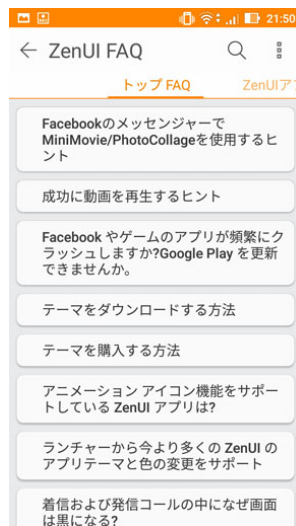 21:50
ZenUI FAQ
トップ FAQ
ZenUIア
Facebookのメッセンジャーで
MiniMovie/PhotoCollageを使用するヒ
ント
成功に動画を再生するヒント
Facebook やゲームのアプリが頻繁にク
ラッシュしますか?Google Play を更新
できませんか。
テーマをダウンロードする方法
テーマを購入する方法
アニメーション アイコン機能をサポー
トしている ZenUI アプリは?
ランチャーから今より多くの ZenUI の
アプリテーマと色の変更をサポート
着信および発信コールの中になぜ画面
は黒になる?